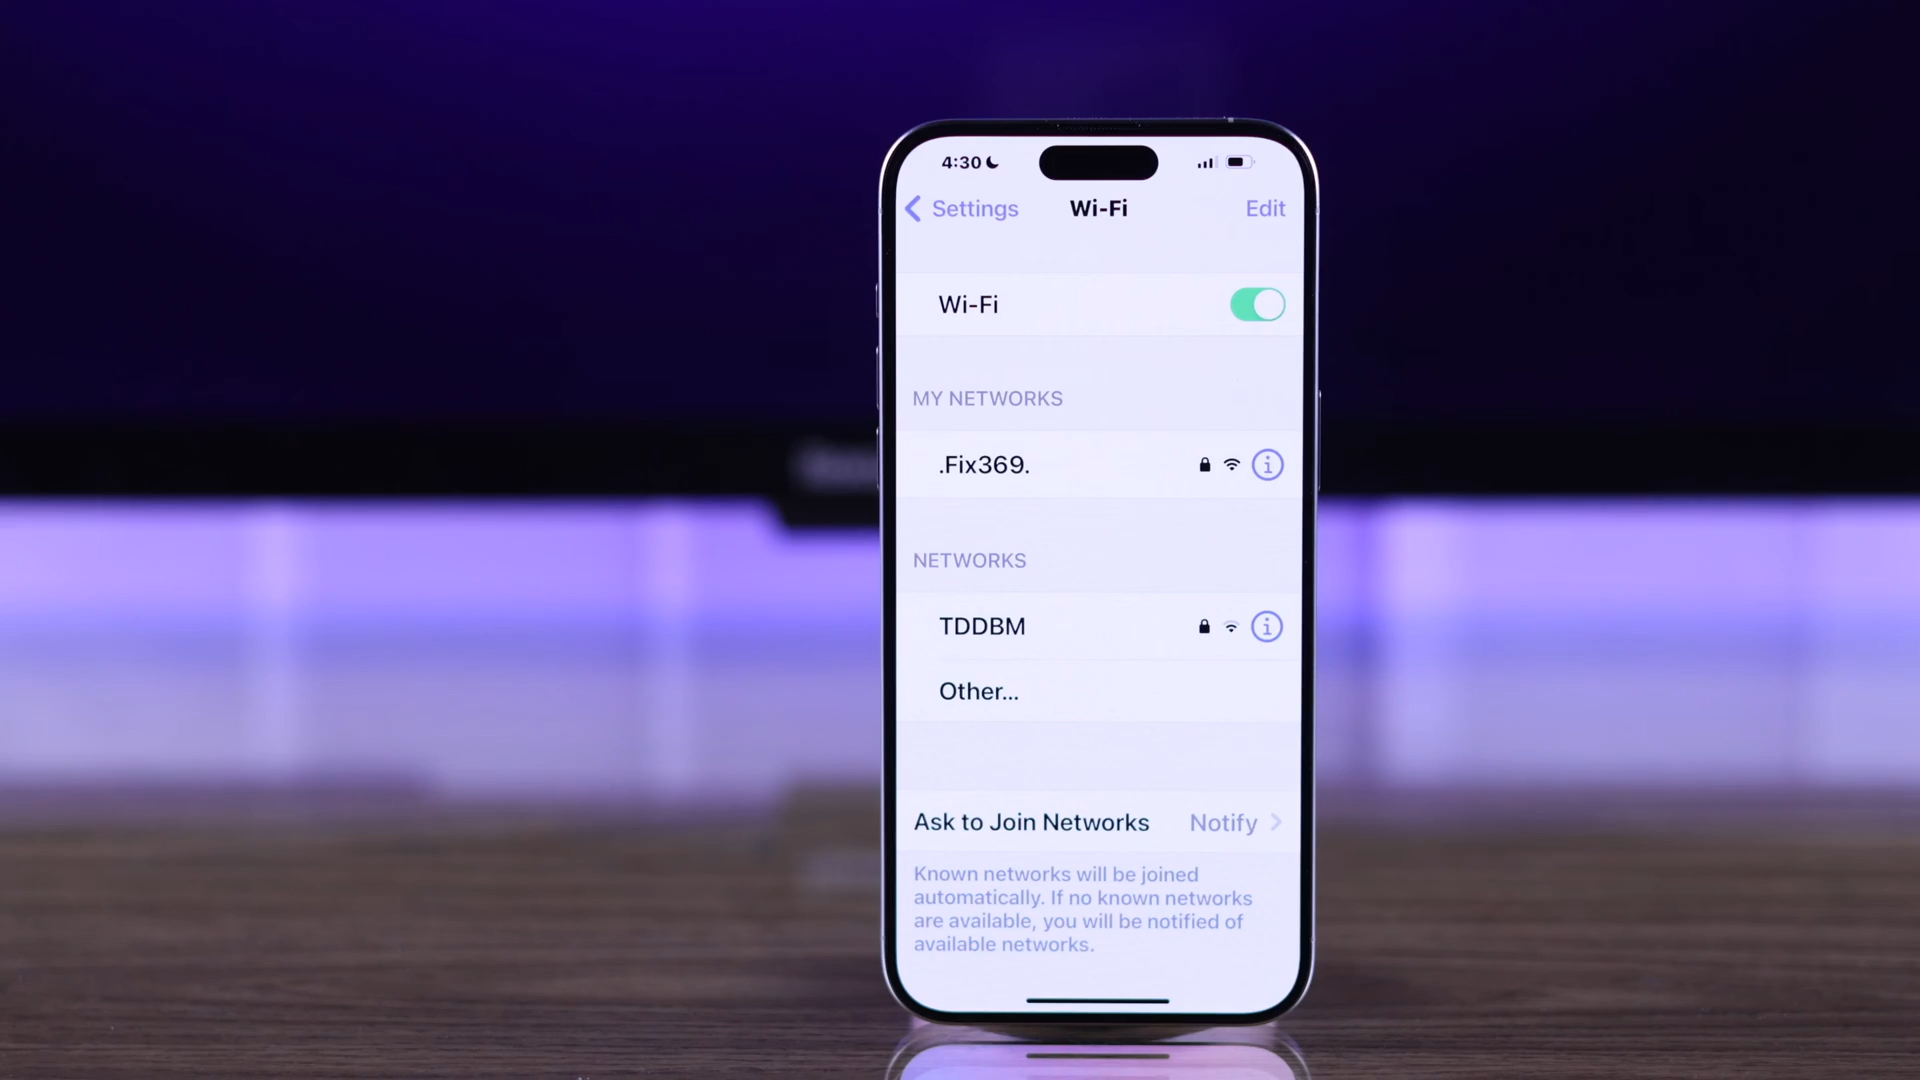 4:30
Settings Wi-Fi Edit
Wi-Fi
MY NETWORKS
.Fix369.
NETWORKS
TDDBM
Other...
Ask to Join Networks Notify
Known networks will be joined
automatically. If no known networks
are available, you will be notified of
available networks.